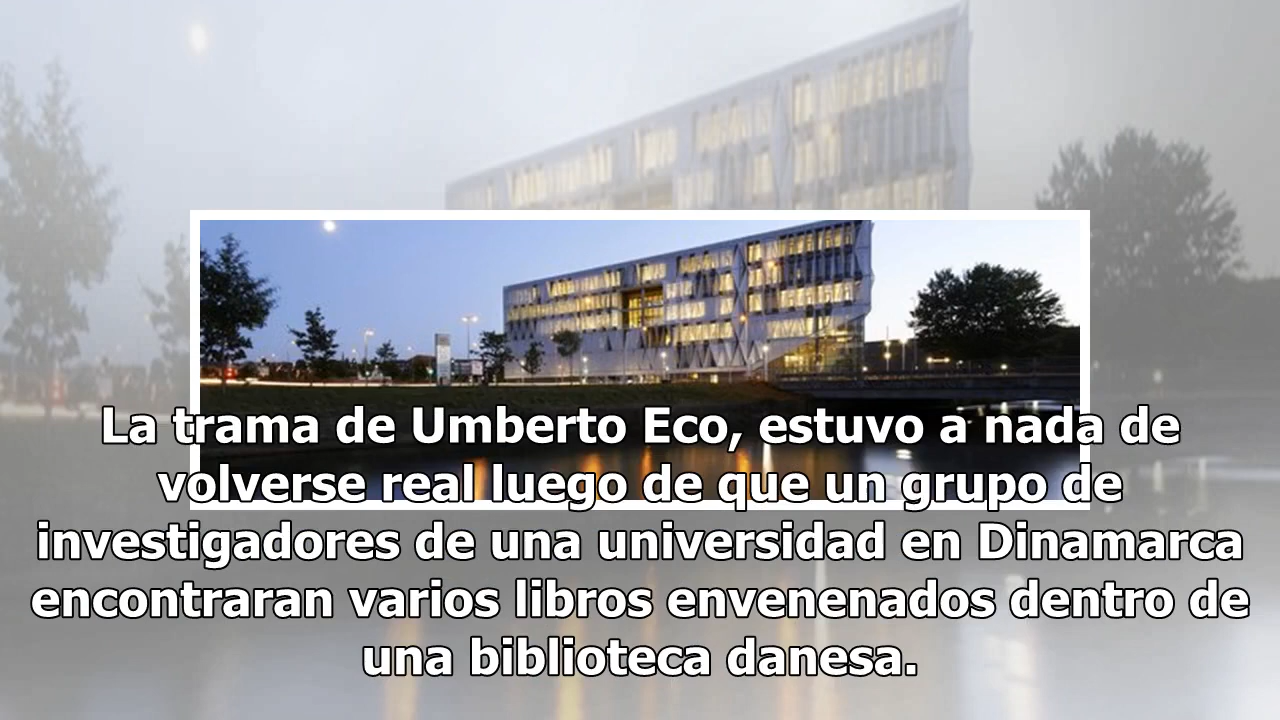 La trama de Umberto Eco, estuvo a nada de
volverse real luego de que un grupo de
investigadores de una universidad en Dinamarca
encontraran varios libros envenenados dentro de
una biblioteca danesa.